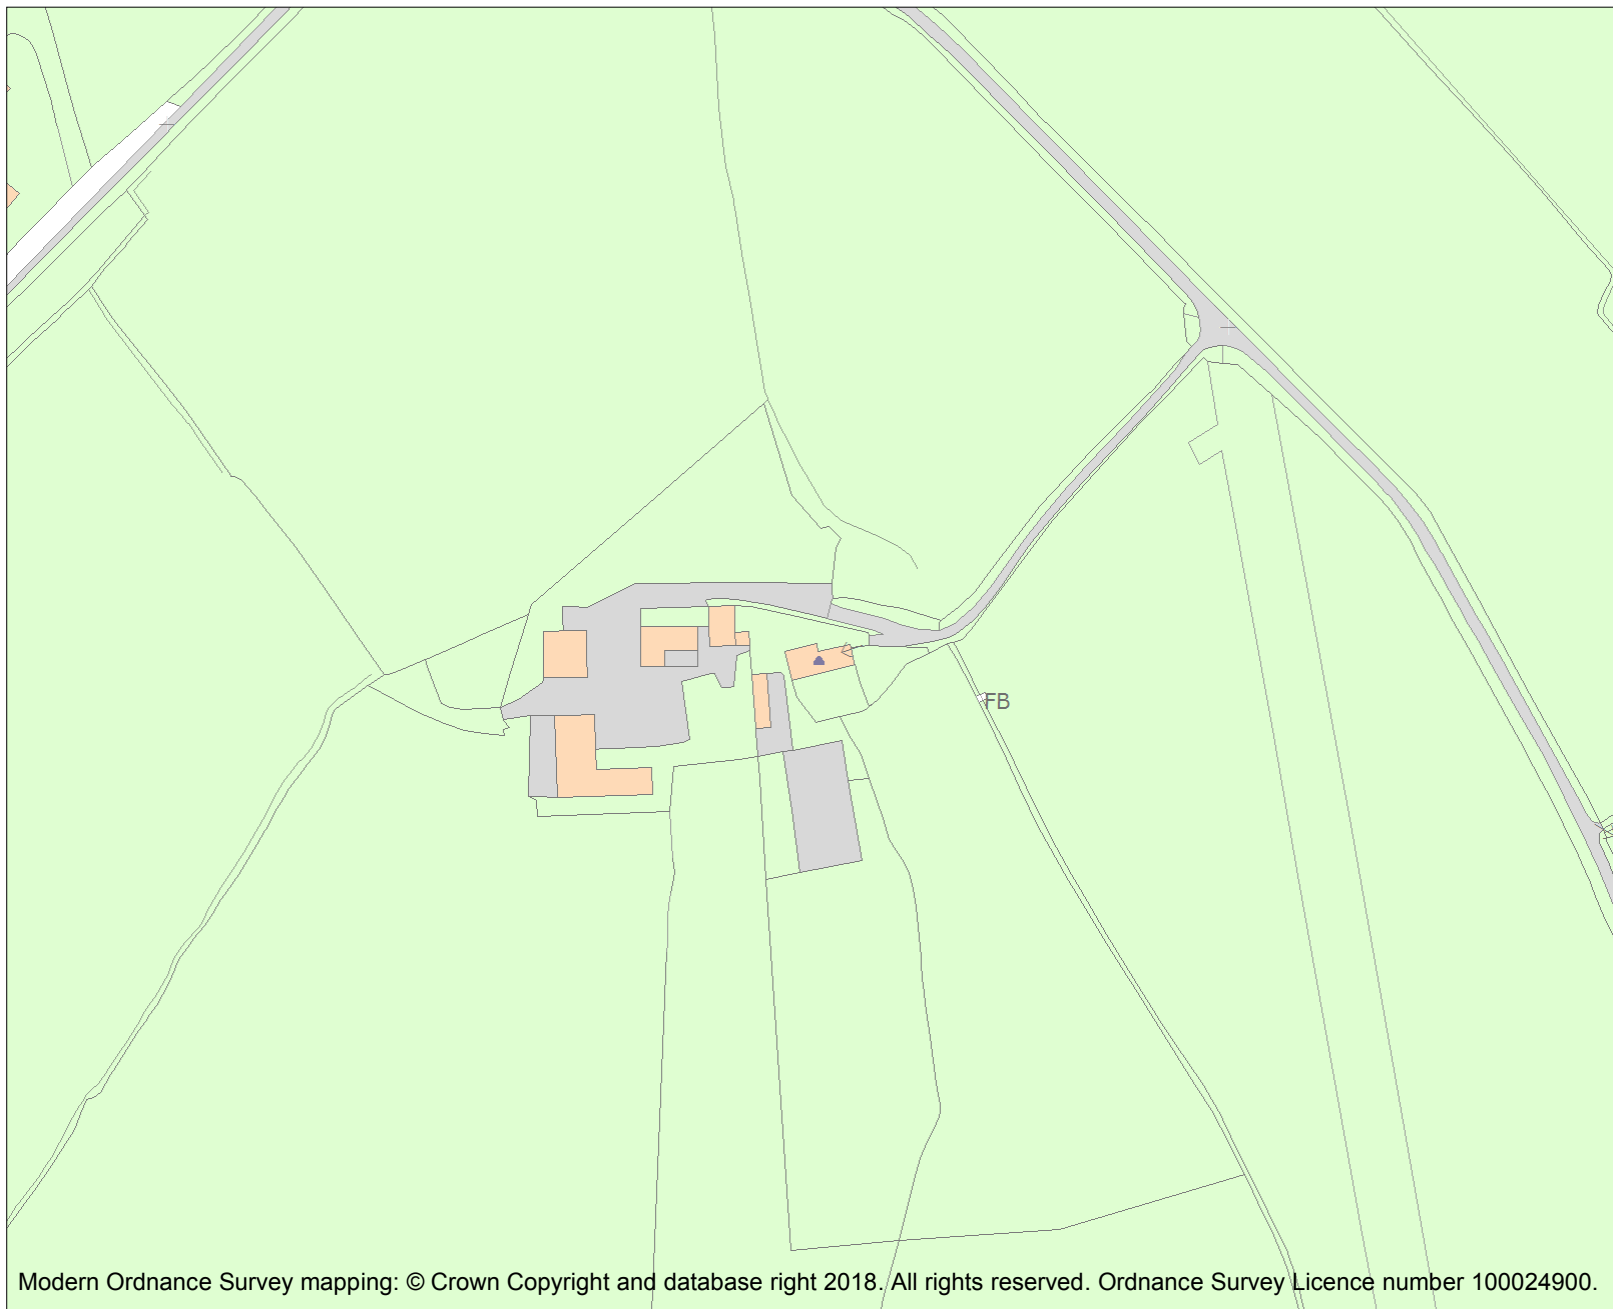 FB
Modern Ordnance Survey mapping: © Crown Copyright and database right 2018. All rights reserved. Ordnance Survey Licence number 100024900.